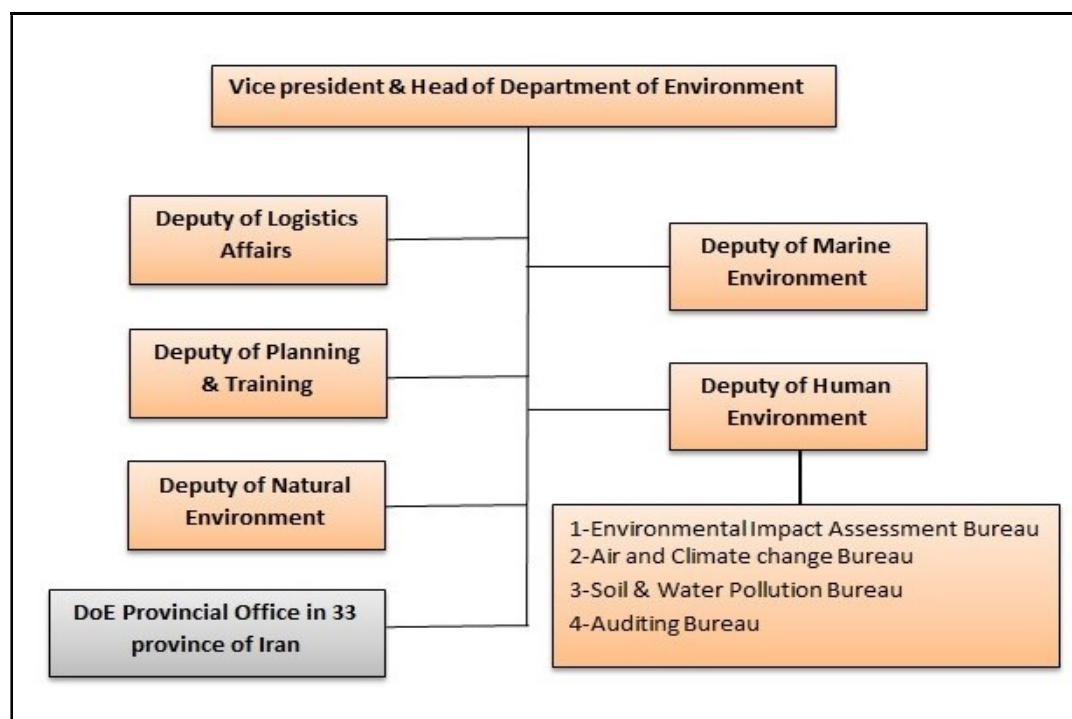 Vice president & Head of Department of Environment
Deputy of Logistics
Affairs
Deputy of Marine
Environment
Deputy of Planning
& Training
Deputy of Human
Environment
Deputy of Natural
Environment
1-Environmental Impact Assessment Bureau
2-Air and Climate change Bureau
3-Soil & Water Pollution Bureau
4-Auditing Bureau
DoE Provincial Office in 33
province of Iran